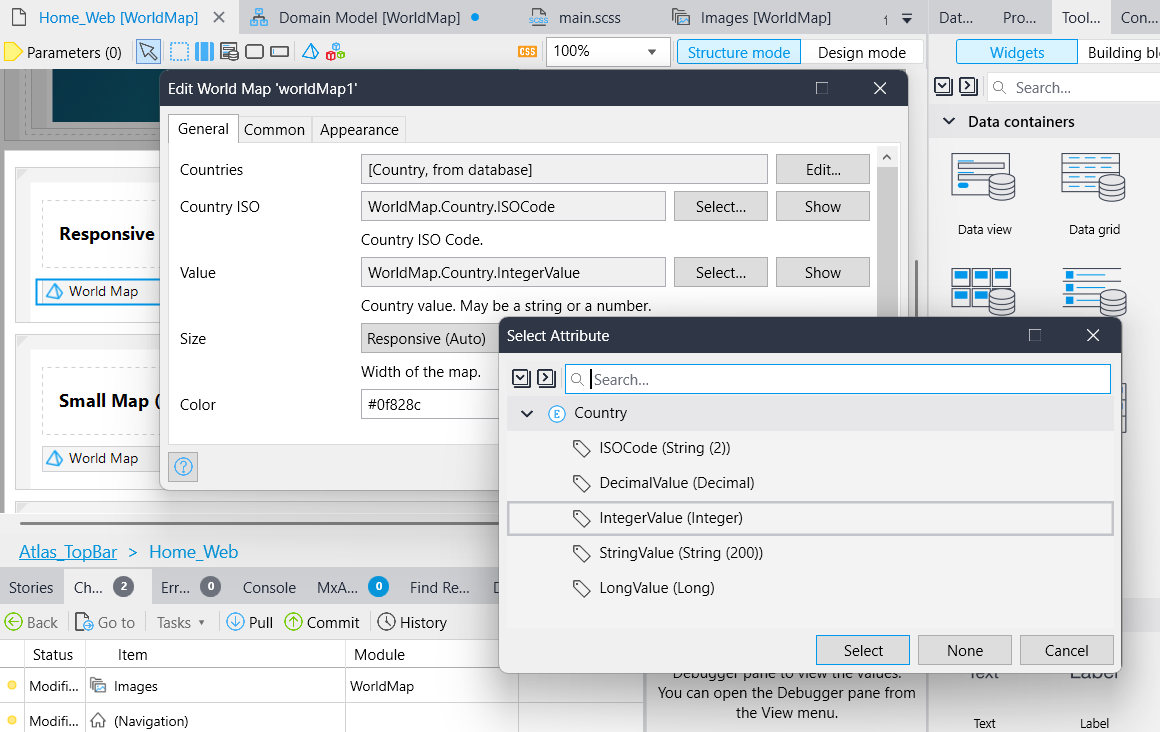 Home_Web [WorldMap]
Domain Model [WorldMap]
main.scss
Images [WorldMap]
Dat...
Pro...
Tool...
Con...
Parameters (0)
CSS
100%
Structure mode
Design mode
Widgets
Building bl
Search...
Data containers
Data view
Data grid
Edit World Map 'worldMap1'
General
Common
Appearance
Countries
[Country, from database]
Edit...
Country ISO
WorldMap.Country.ISOCode
Select...
Show
Country ISO Code.
Value
WorldMap.Country.IntegerValue
Select...
Show
Country value. May be a string or a number.
Size
Responsive (Auto)
Width of the map.
Color
#0f828c
Responsive
World Map
Small Map (
World Map
Select Attribute
Search...
Country
ISOCode (String (2))
DecimalValue (Decimal)
IntegerValue (Integer)
StringValue (String (200))
LongValue (Long)
Select
None
Cancel
Atlas_TopBar > Home_Web
Stories
Ch... 2
Err... 0
Console
MxA... 0
Find Re...
Back
Go to
Tasks
Pull
Commit
History
Status
Item
Module
Modifi...
Images
WorldMap
Modifi...
(Navigation)
Debugger pane to view the values.
You can open the Debugger pane from
the View menu.
Text
Label
Text
Label